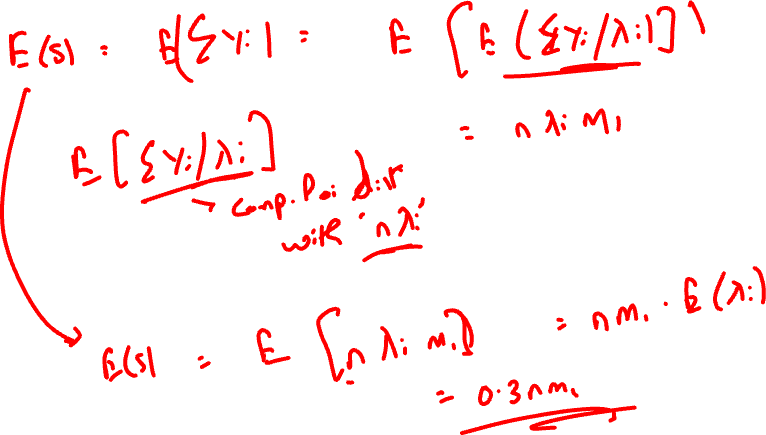 E(S) = E(ΣYi) = E[E(ΣYi/λi)]
E[ΣYi/λi] = nλi m₁
→ comp. Poi dist
with 'nλi'
E(S) = E[nλi m₁] = nm₁ · E(λi)
= 0.3nm₁